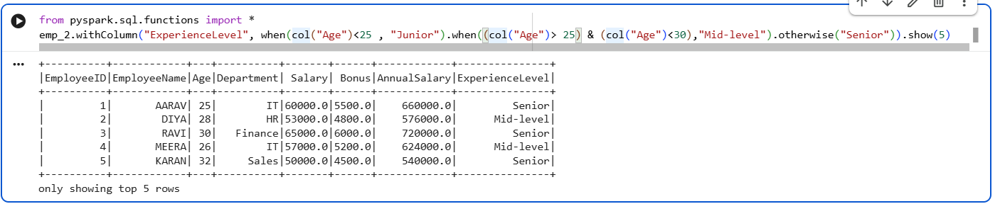 from pyspark.sql.functions import *
emp_2.withColumn("ExperienceLevel", when(col("Age")<25 , "Junior").when((col("Age")> 25) & (col("Age")<30),"Mid-level").otherwise("Senior")).show(5)
+----------+------------+---+----------+-------+------+------------+---------------+
|EmployeeID|EmployeeName|Age|Department| Salary| Bonus|AnnualSalary|ExperienceLevel|
+----------+------------+---+----------+-------+------+------------+---------------+
|         1|       AARAV| 25|        IT|60000.0|5500.0|    660000.0|         Senior|
|         2|        DIYA| 28|        HR|53000.0|4800.0|    576000.0|      Mid-level|
|         3|        RAVI| 30|   Finance|65000.0|6000.0|    720000.0|         Senior|
|         4|       MEERA| 26|        IT|57000.0|5200.0|    624000.0|      Mid-level|
|         5|       KARAN| 32|     Sales|50000.0|4500.0|    540000.0|         Senior|
+----------+------------+---+----------+-------+------+------------+---------------+
only showing top 5 rows